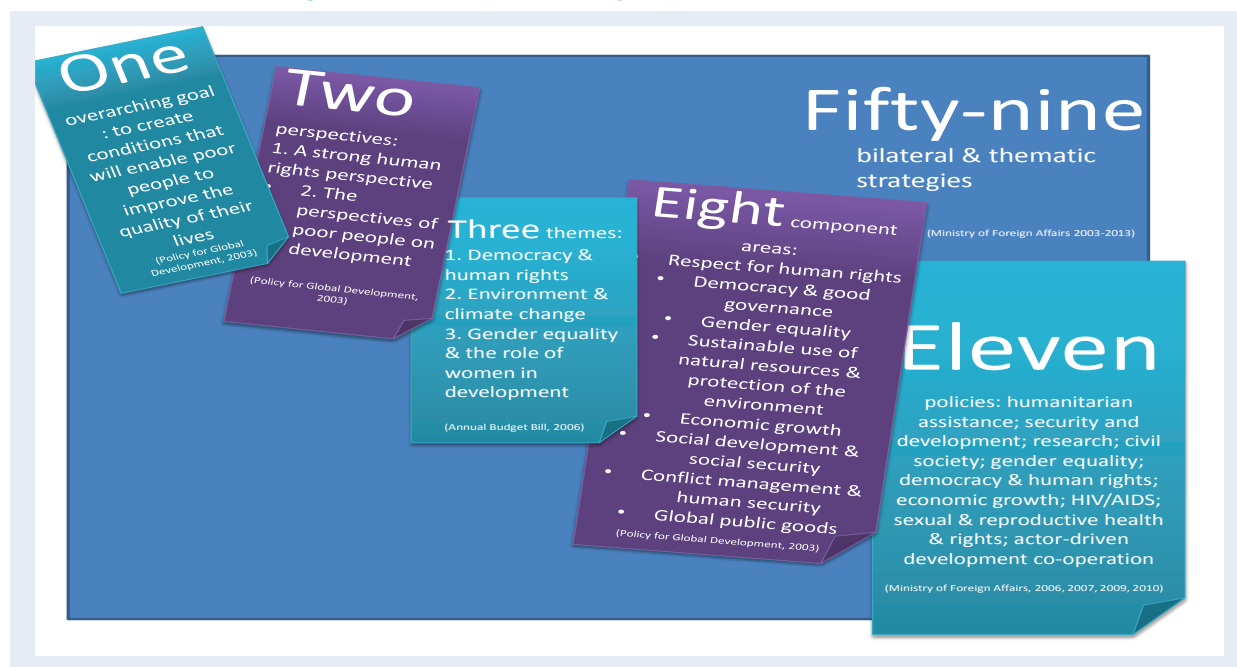 One
overarching goal
: to create
conditions that
will enable poor
people to
improve the
quality of their
lives
(Policy for Global
Development, 2003)
Two
perspectives:
1. A strong human
rights perspective
• 2. The
perspectives of
poor people on
development
(Policy for Global Development,
2003)
Three themes:
1. Democracy &
human rights
2. Environment &
climate change
3. Gender equality
& the role of
women in
development
(Annual Budget Bill, 2006)
Eight component
areas:
Respect for human rights
• Democracy & good
governance
• Gender equality
• Sustainable use of
natural resources &
protection of the
environment
• Economic growth
• Social development &
social security
• Conflict management &
human security
• Global public goods
(Policy for Global Development, 2003)
Eleven
policies: humanitarian
assistance; security and
development; research; civil
society; gender equality;
democracy & human rights;
economic growth; HIV/AIDS;
sexual & reproductive health
& rights; actor-driven
development co-operation
(Ministry of Foreign Affairs, 2006, 2007, 2009, 2010)
Fifty-nine
bilateral & thematic
strategies
(Ministry of Foreign Affairs 2003-2013)